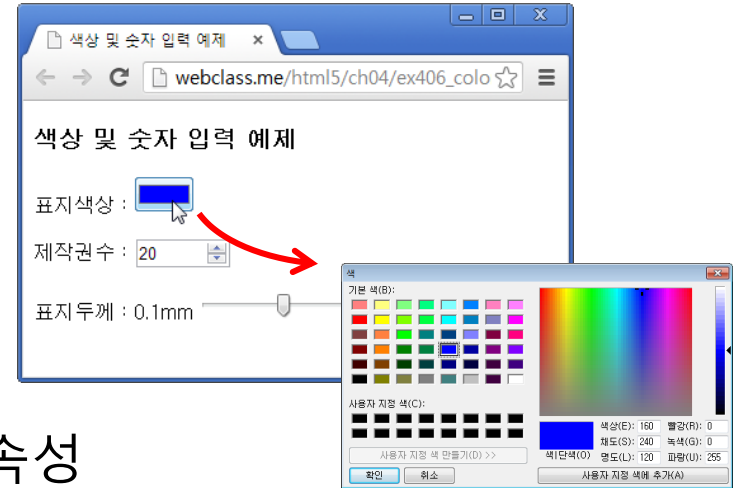 색상 및 숫자 입력 예제
webclass.me/html5/ch04/ex406_colo
색상 및 숫자 입력 예제
표지색상 :
제작권수 : 20
표지두께 : 0.1mm
색
기본 색(B):
사용자 지정 색(C):
사용자 지정 색 만들기(D) >>
확인
취소
색|단색(O)
색상(E): 160
빨강(R): 0
채도(S): 240
녹색(G): 0
명도(L): 120
파랑(U): 255
사용자 지정 색에 추가(A)
속성